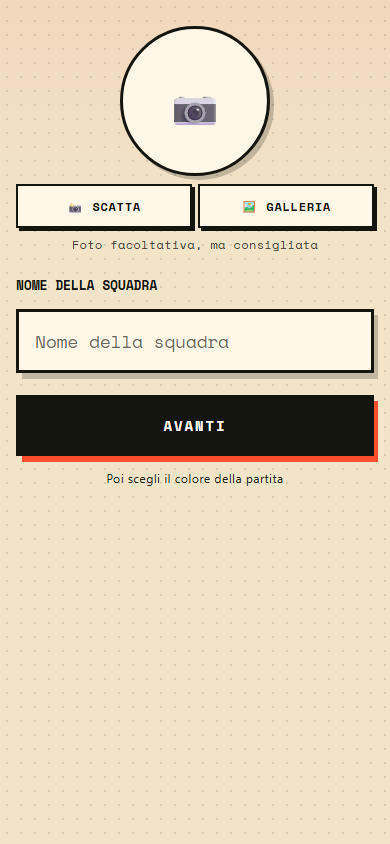 SCATTA
GALLERIA
Foto facoltativa, ma consigliata
NOME DELLA SQUADRA
Nome della squadra
AVANTI
Poi scegli il colore della partita